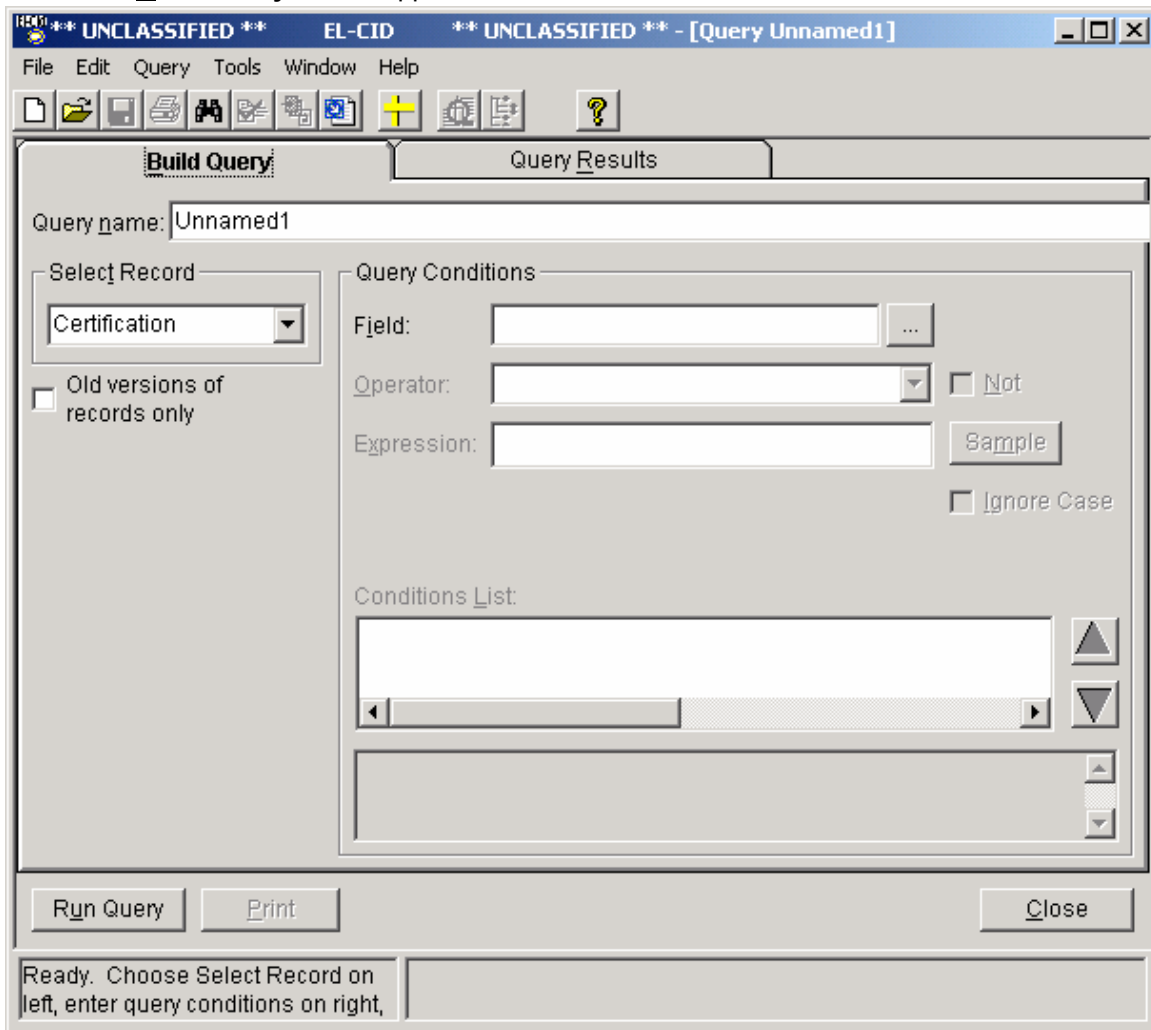 ** UNCLASSIFIED ** EL-CID ** UNCLASSIFIED ** - [Query Unnamed1]
File Edit Query Tools Window Help
Build Query
Query Results
Query name: Unnamed1
Select Record
Certification
Old versions of
records only
Query Conditions
Field:
...
Operator:
Not
Expression:
Sample
Ignore Case
Conditions List:
Run Query
Print
Close
Ready. Choose Select Record on
left, enter query conditions on right,